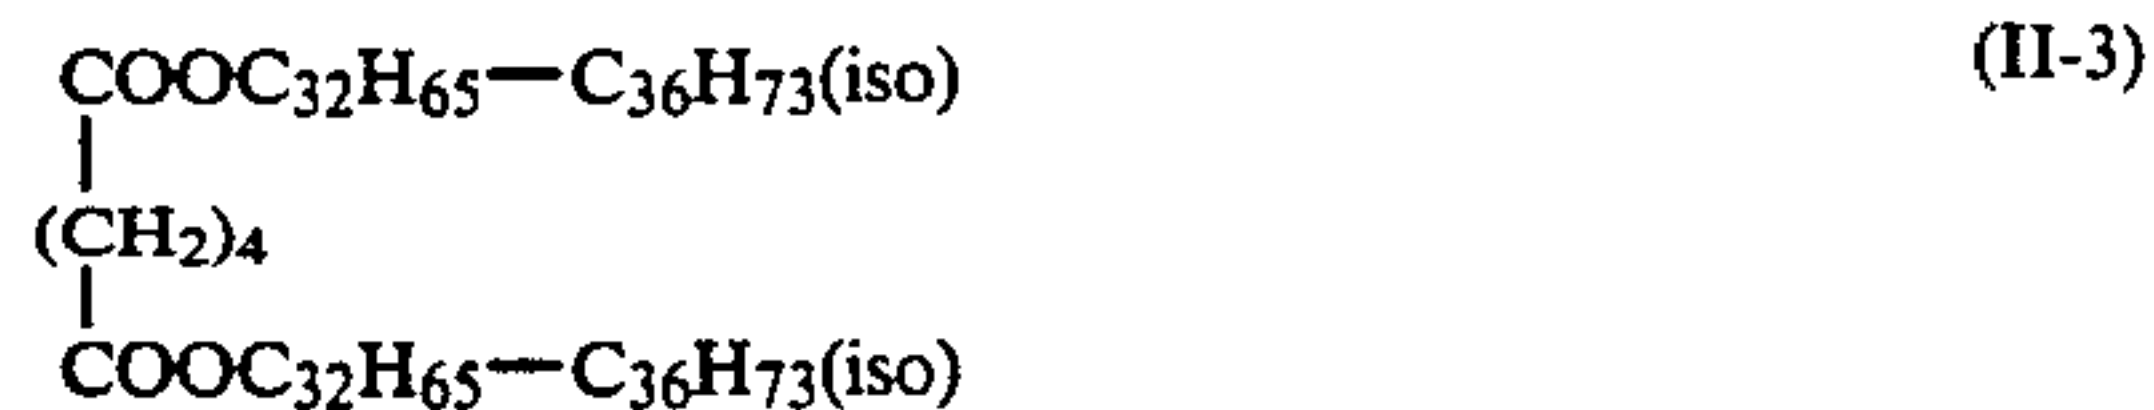 COOC32H65—C36H73(iso) (II-3)
(CH2)4
COOC32H65—C36H73(iso)